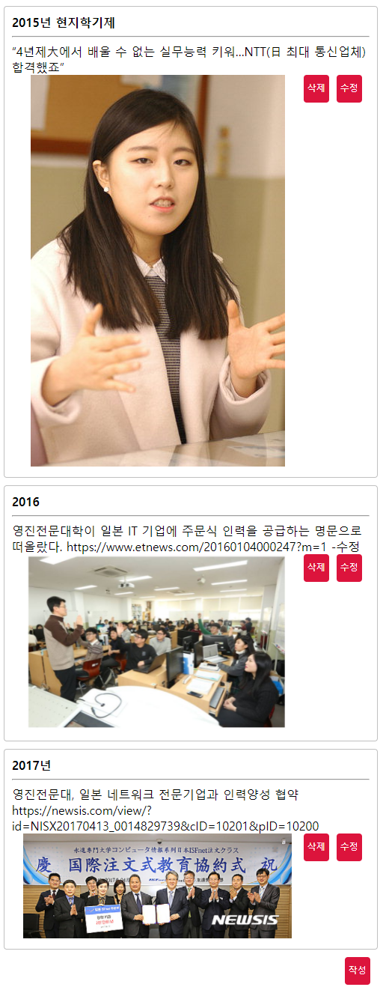 2015년 현지학기제
“4년제大에서 배울 수 없는 실무능력 키워...NTT(日 최대 통신업체)
합격했죠”
삭제 수정
2016
영진전문대학이 일본 IT 기업에 주문식 인력을 공급하는 명문으로
떠올랐다. https://www.etnews.com/20160104000247?m=1 -수정
삭제 수정
2017년
영진전문대, 일본 네트워크 전문기업과 인력양성 협약
https://newsis.com/view/?
id=NISX20170413_0014829739&cID=10201&pID=10200
삭제 수정
永進専門大学コンピュータ情報系列日本ISFnet注文クラス
慶 国際注文式教育協約式 祝
NEWSIS
작성